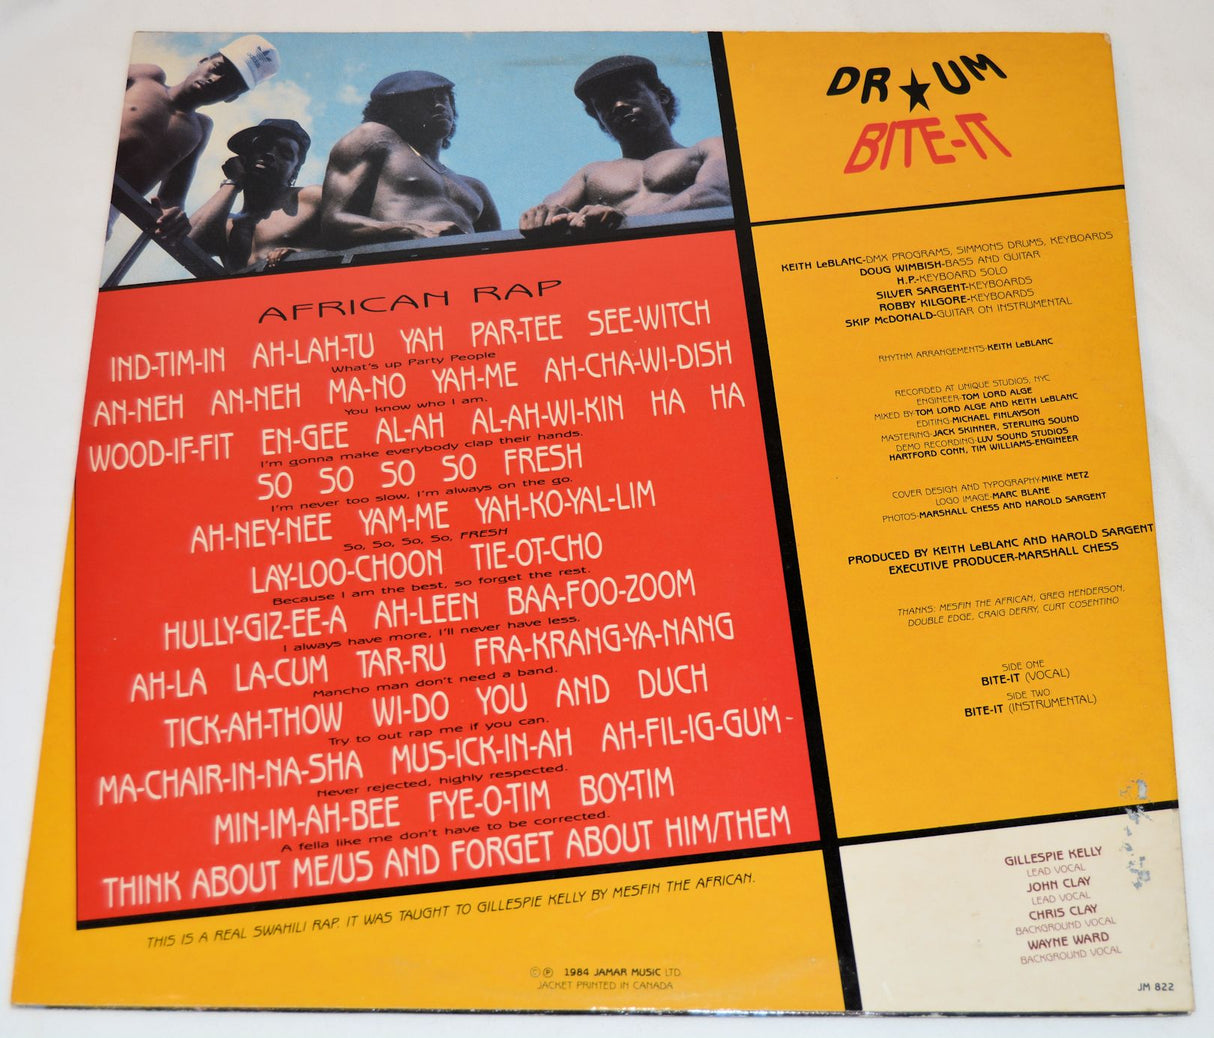 DR★UM
BITE-IT
AFRICAN RAP
IND-TIM-IN AH-LAH-TU YAH PAR-TEE SEE-WITCH
What's up Party People
AN-NEH AN-NEH MA-NO YAH-ME AH-CHA-WI-DISH
You know who I am.
WOOD-IF-FIT EN-GEE AL-AH AL-AH-WI-KIN HA HA
I'm gonna make everybody clap their hands.
SO SO SO SO FRESH
I'm never too slow, I'm always on the go.
AH-NEY-NEE YAM-ME YAH-KO-YAL-LIM
So, So, So, So, FRESH
LAY-LOO-CHOON TIE-OT-CHO
Because I am the best, so forget the rest.
HULLY-GIZ-EE-A AH-LEEN BAA-FOO-ZOOM
I always have more, I'll never have less.
AH-LA LA-CUM TAR-RU FRA-KRANG-YA-NANG
Mancho man don't need a band.
TICK-AH-THOW WI-DO YOU AND DUCH
Try to out rap me if you can.
MA-CHAIR-IN-NA-SHA MUS-ICK-IN-AH AH-FIL-IG-GUM-
Never rejected, highly respected.
MIN-IM-AH-BEE FYE-O-TIM BOY-TIM
A fella like me don't have to be corrected.
THINK ABOUT ME/US AND FORGET ABOUT HIM/THEM
THIS IS A REAL SWAHILI RAP. IT WAS TAUGHT TO GILLESPIE KELLY BY MESFIN THE AFRICAN.
© ℗ 1984 JAMAR MUSIC LTD.
JACKET PRINTED IN CANADA
KEITH LeBLANC-DMX PROGRAMS, SIMMONS DRUMS, KEYBOARDS
DOUG WIMBISH-BASS AND GUITAR
H.P.-KEYBOARD SOLO
SILVER SARGENT-KEYBOARDS
ROBBY KILGORE-KEYBOARDS
SKIP McDONALD-GUITAR ON INSTRUMENTAL
RHYTHM ARRANGEMENTS-KEITH LeBLANC
RECORDED AT UNIQUE STUDIOS, NYC
ENGINEER-TOM LORD ALGE
MIXED BY-TOM LORD ALGE AND KEITH LeBLANC
EDITING-MICHAEL FINLAYSON
MASTERING-JACK SKINNER, STERLING SOUND
DEMO RECORDING-LUV SOUND STUDIOS
HARTFORD CONN, TIM WILLIAMS-ENGINEER
COVER DESIGN AND TYPOGRAPHY-MIKE METZ
LOGO IMAGE-MARC BLANE
PHOTOS-MARSHALL CHESS AND HAROLD SARGENT
PRODUCED BY KEITH LeBLANC AND HAROLD SARGENT
EXECUTIVE PRODUCER-MARSHALL CHESS
THANKS: MESFIN THE AFRICAN, GREG HENDERSON,
DOUBLE EDGE, CRAIG DERRY, CURT COSENTINO
SIDE ONE
BITE-IT (VOCAL)
SIDE TWO
BITE-IT (INSTRUMENTAL)
GILLESPIE KELLY
LEAD VOCAL
JOHN CLAY
LEAD VOCAL
CHRIS CLAY
BACKGROUND VOCAL
WAYNE WARD
BACKGROUND VOCAL
JM 822